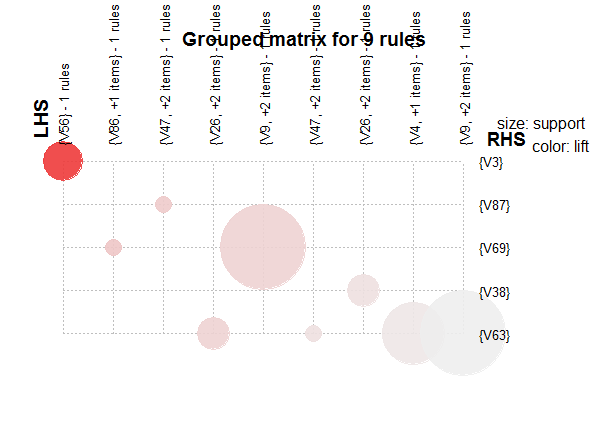 Grouped matrix for 9 rules
LHS
{V56} - 1 rules
{V86, +1 items} - 1 rules
{V47, +2 items} - 1 rules
{V26, +2 items} - 1 rules
{V9, +2 items} - 1 rules
{V47, +2 items} - 1 rules
{V26, +2 items} - 1 rules
{V4, +1 items} - 1 rules
{V9, +2 items} - 1 rules
size: support
RHS
color: lift
{V3}
{V87}
{V69}
{V38}
{V63}